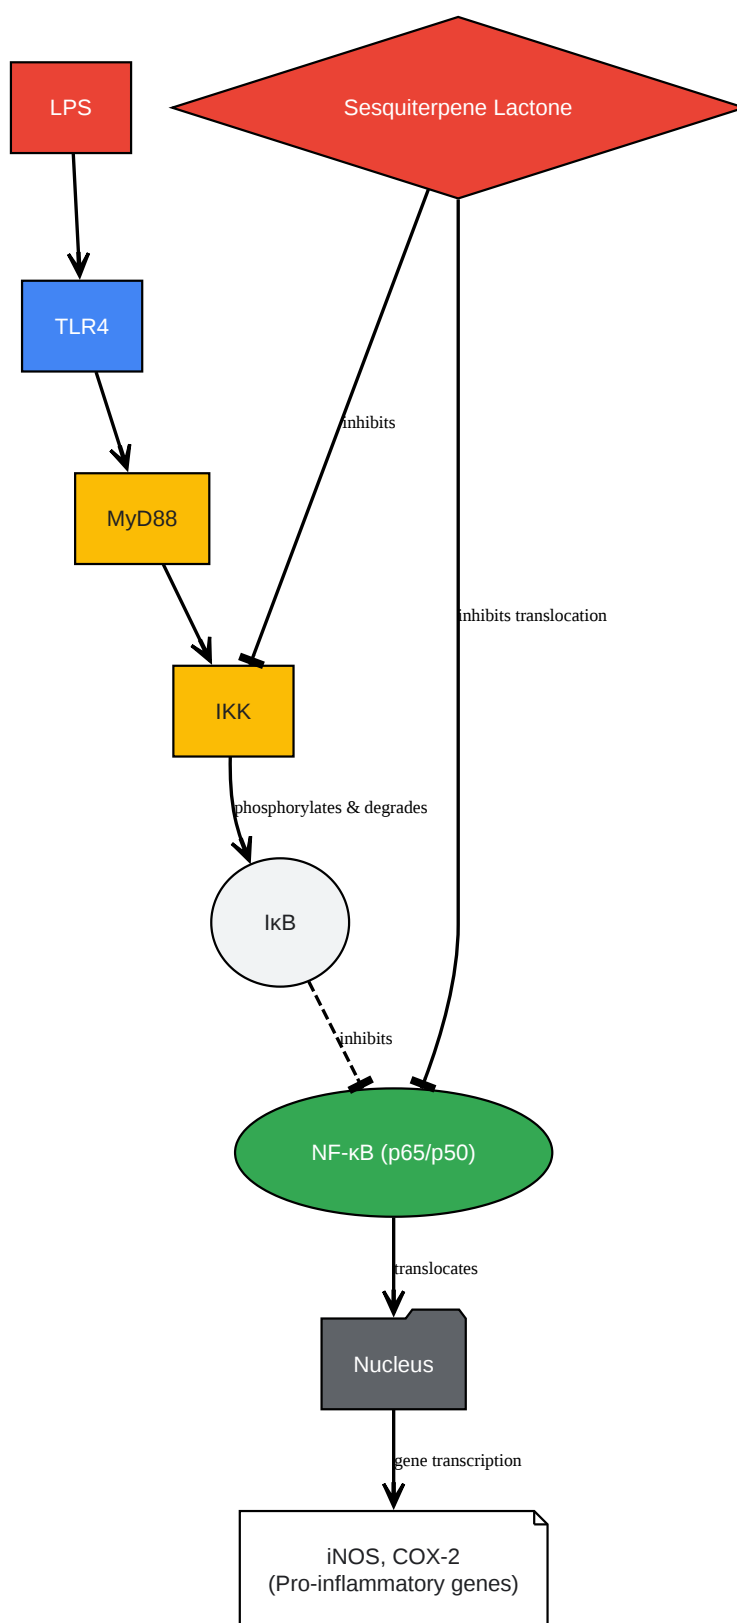 LPS
Sesquiterpene Lactone
TLR4
inhibits
MyD88
inhibits translocation
IKK
phosphorylates & degrades
IκB
inhibits
NF-κB (p65/p50)
translocates
Nucleus
gene transcription
iNOS, COX-2
(Pro-inflammatory genes)